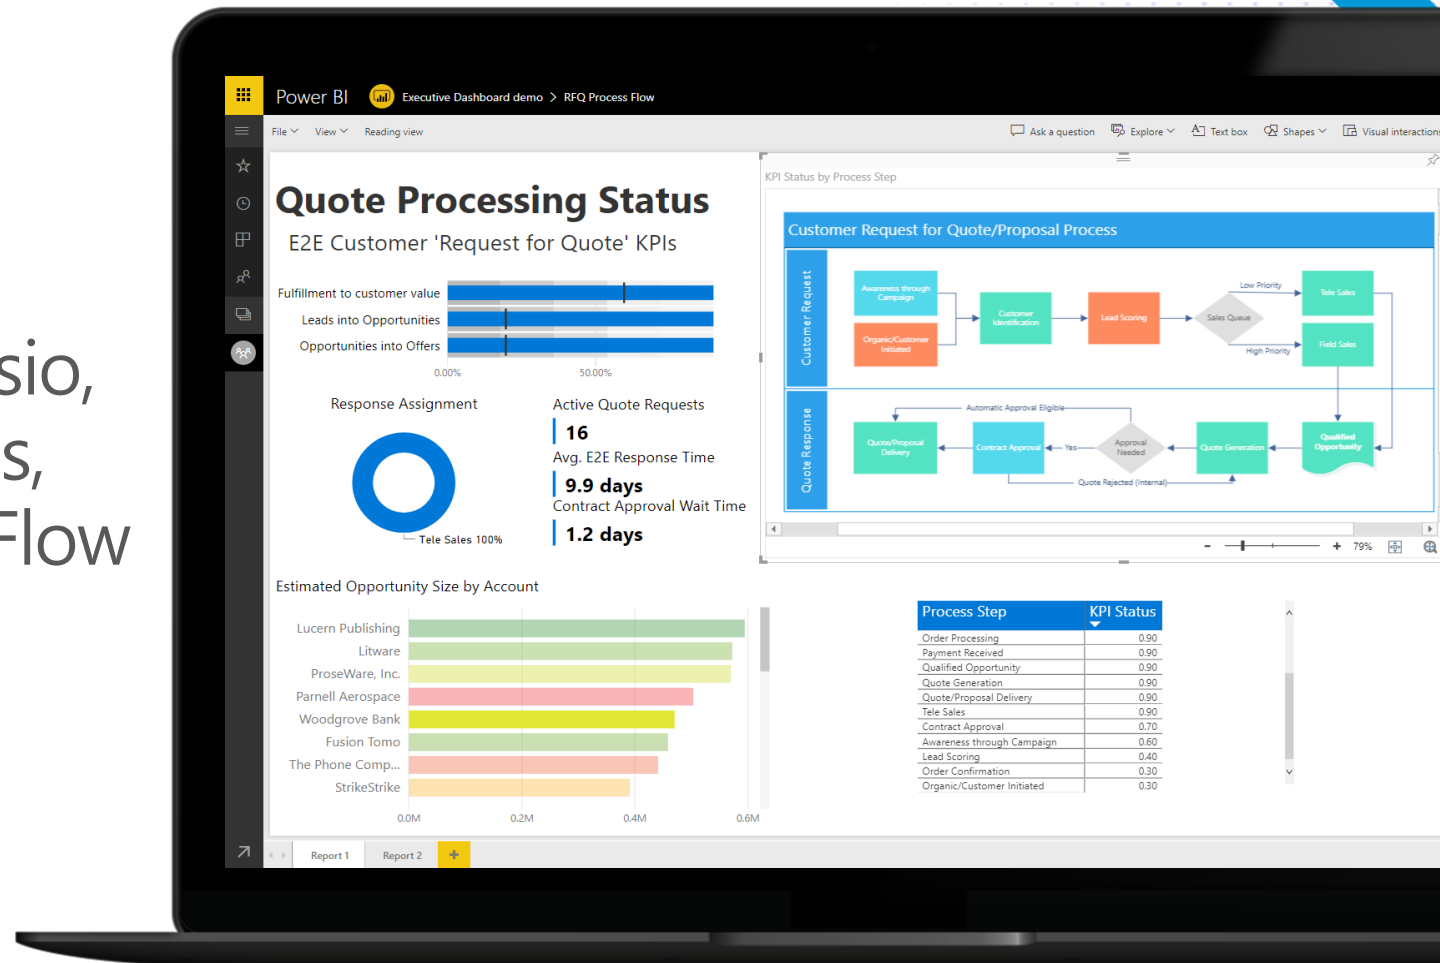 sio,
s,
Flow
Power BI
Executive Dashboard demo > RFQ Process Flow
File
View
Reading view
Ask a question
Explore
Text box
Shapes
Visual interactions
Quote Processing Status
E2E Customer 'Request for Quote' KPIs
Fulfillment to customer value
Leads into Opportunities
Opportunities into Offers
0.00%
50.00%
Response Assignment
Tele Sales 100%
Active Quote Requests
16
Avg. E2E Response Time
9.9 days
Contract Approval Wait Time
1.2 days
KPI Status by Process Step
Customer Request for Quote/Proposal Process
Customer Request
Awareness through
Campaign
Organic/Customer
Initiated
Customer
Identification
Lead Scoring
Sales Queue
Low Priority
High Priority
Tele Sales
Field Sales
Quote Response
Automatic Approval Eligible
Quote/Proposal
Delivery
Contract Approval
Yes
Approval
Needed
Quote Generation
Qualified
Opportunity
Quote Rejected (Internal)
- + 79%
Estimated Opportunity Size by Account
Lucern Publishing
Litware
ProseWare, Inc.
Parnell Aerospace
Woodgrove Bank
Fusion Tomo
The Phone Comp...
StrikeStrike
0.0M 0.2M 0.4M 0.6M
Process Step KPI Status
Order Processing 0.90
Payment Received 0.90
Qualified Opportunity 0.90
Quote Generation 0.90
Quote/Proposal Delivery 0.90
Tele Sales 0.90
Contract Approval 0.70
Awareness through Campaign 0.60
Lead Scoring 0.40
Order Confirmation 0.30
Organic/Customer Initiated 0.30
Report 1
Report 2
+